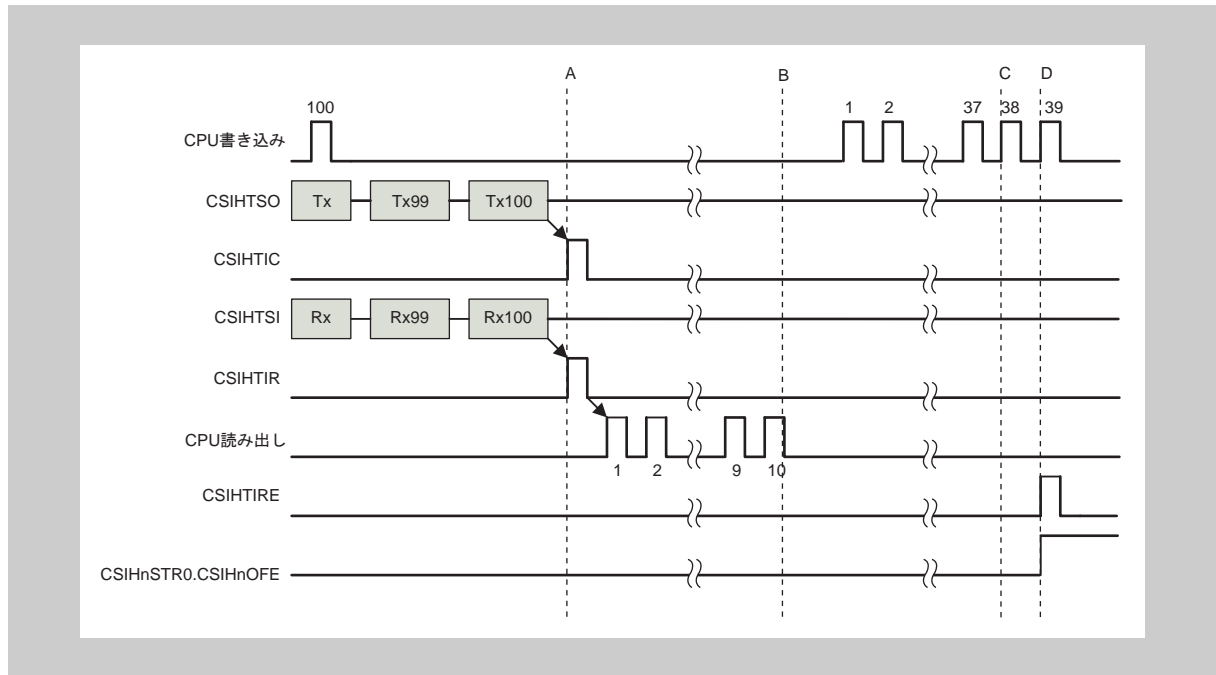 A B C D
100 1 2 37 38 39
CPU書き込み
CSIHTSO Tx Tx99 Tx100
CSIHTIC
CSIHTSI Rx Rx99 Rx100
CSIHTIR
CPU読み出し
1 2 9 10
CSIHTIRE
CSIHnSTR0.CSIHnOFE